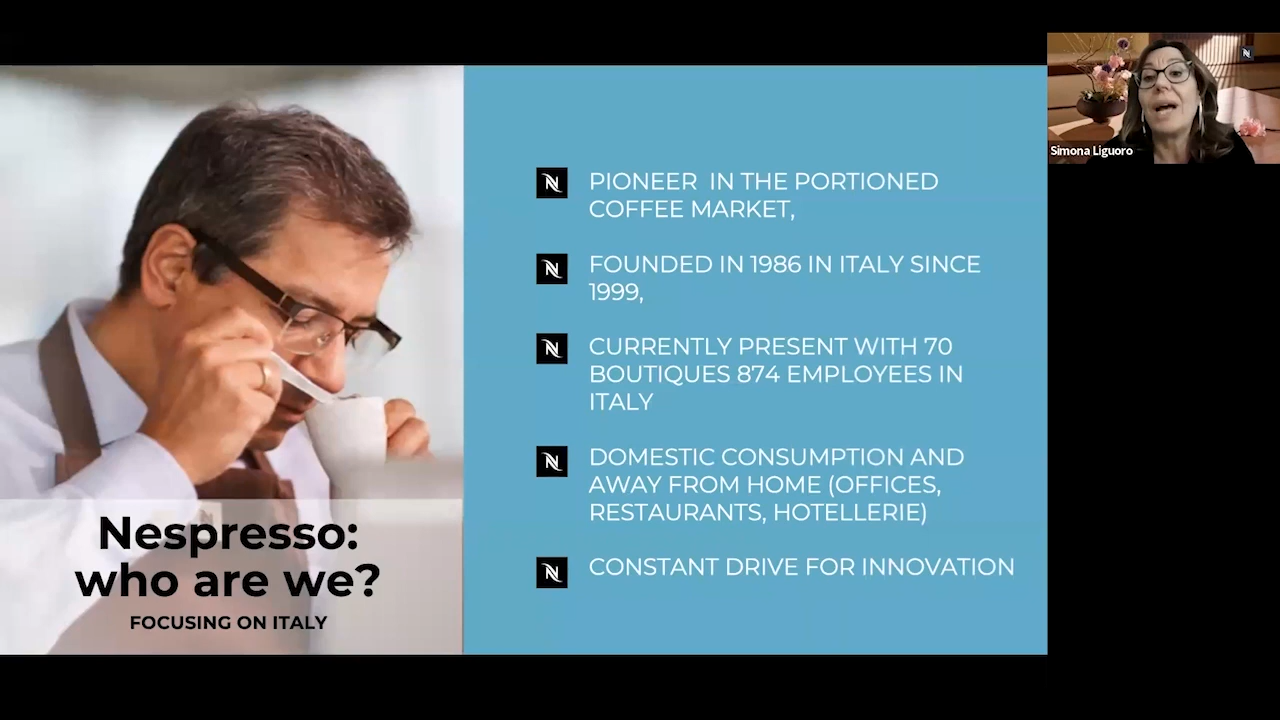 Simona Liguoro
PIONEER IN THE PORTIONED
COFFEE MARKET,
FOUNDED IN 1986 IN ITALY SINCE
1999,
CURRENTLY PRESENT WITH 70
BOUTIQUES 874 EMPLOYEES IN
ITALY
DOMESTIC CONSUMPTION AND
AWAY FROM HOME (OFFICES,
RESTAURANTS, HOTELLERIE)
CONSTANT DRIVE FOR INNOVATION
Nespresso:
who are we?
FOCUSING ON ITALY